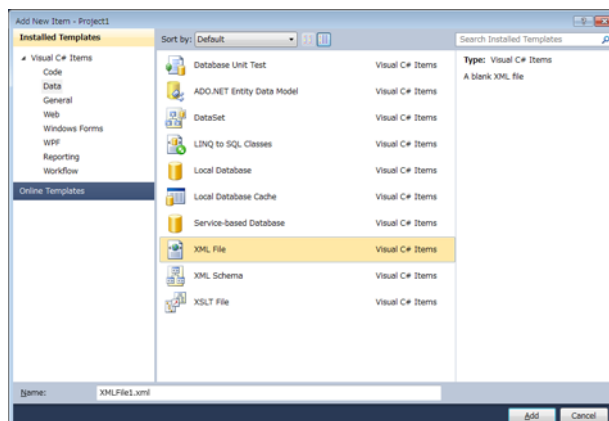 Add New Item - Project1
Installed Templates
Sort by: Default
Search Installed Templates
Visual C# Items
Code
Data
General
Web
Windows Forms
WPF
Reporting
Workflow
Online Templates
Database Unit Test Visual C# Items
ADO.NET Entity Data Model Visual C# Items
DataSet Visual C# Items
LINQ to SQL Classes Visual C# Items
Local Database Visual C# Items
Local Database Cache Visual C# Items
Service-based Database Visual C# Items
XML File Visual C# Items
XML Schema Visual C# Items
XSLT File Visual C# Items
Type: Visual C# Items
A blank XML file
Name: XMLFile1.xml
Add Cancel